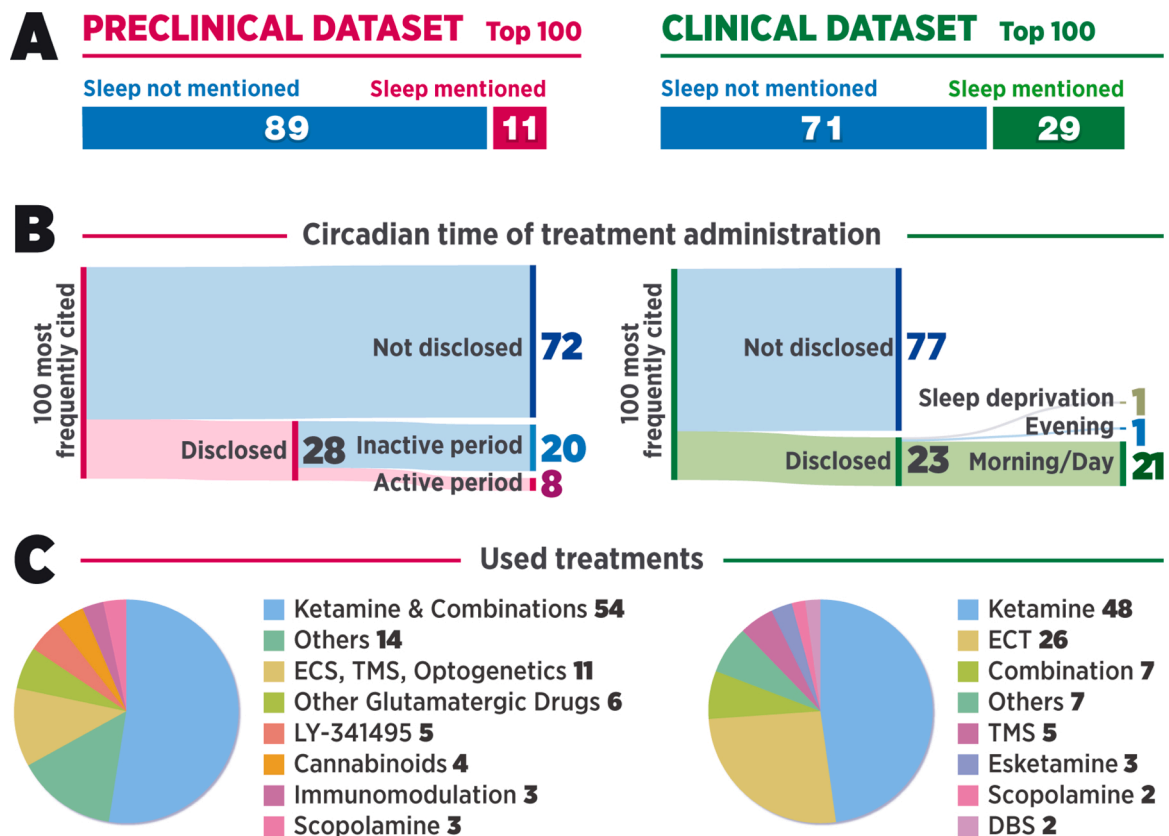 A
PRECLINICAL DATASET Top 100
Sleep not mentioned
Sleep mentioned
89
11
CLINICAL DATASET Top 100
Sleep not mentioned
Sleep mentioned
71
29
B
Circadian time of treatment administration
100 most
frequently cited
Not disclosed 72
Disclosed 28
Inactive period 20
Active period 8
100 most
frequently cited
Not disclosed 77
Sleep deprivation 1
Evening 1
Disclosed 23
Morning/Day 21
C
Used treatments
Ketamine & Combinations 54
Others 14
ECS, TMS, Optogenetics 11
Other Glutamatergic Drugs 6
LY-341495 5
Cannabinoids 4
Immunomodulation 3
Scopolamine 3
Ketamine 48
ECT 26
Combination 7
Others 7
TMS 5
Esketamine 3
Scopolamine 2
DBS 2